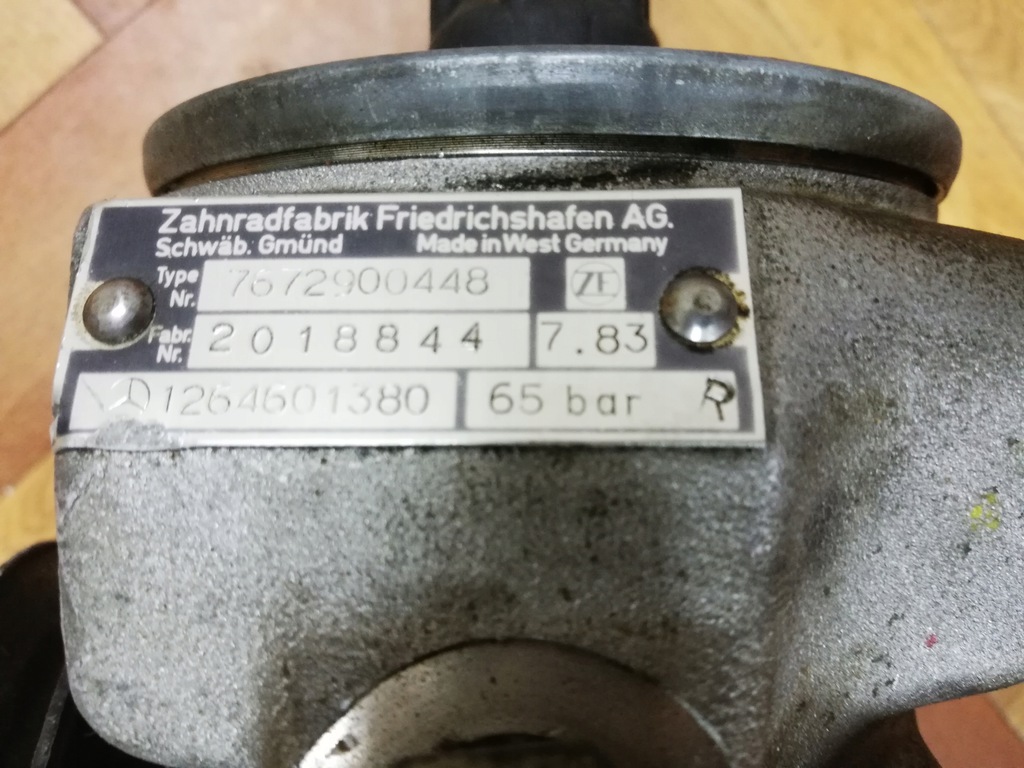 Zahnradfabrik Friedrichshafen AG.
Schwäb. Gmünd Made in West Germany
Type Nr. 7672900448 ZF
Fabr. Nr. 2018844 7.83
1264601380 65 bar R